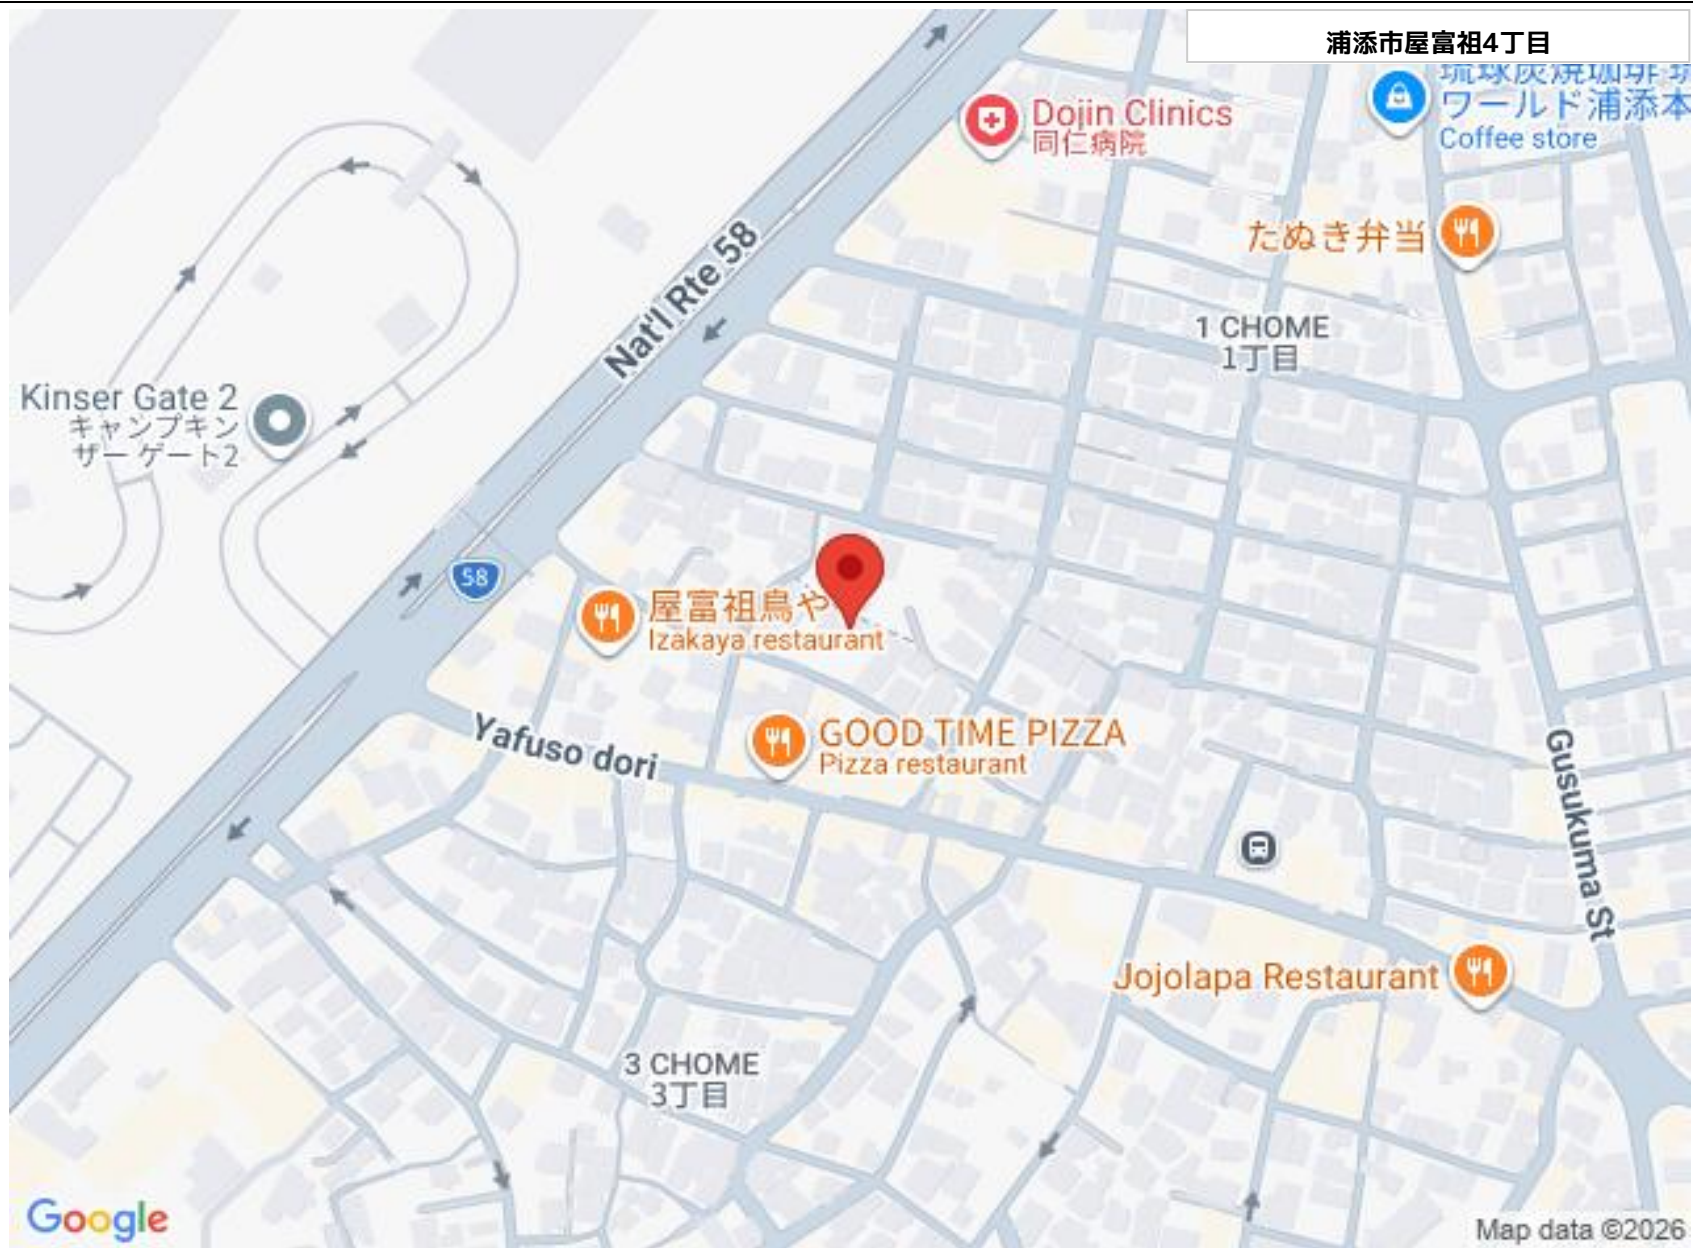 浦添市屋富祖4丁目
ワールド浦添本
Coffee store
Dojin Clinics
同仁病院
たぬき弁当
Nat'l Rte 58
1 CHOME
1丁目
Kinser Gate 2
キャンプキン
ザー ゲート2
58
屋富祖鳥や
Izakaya restaurant
Yafuso dori
GOOD TIME PIZZA
Pizza restaurant
Gusukuma St
Jojolapa Restaurant
3 CHOME
3丁目
Google
Map data ©2026